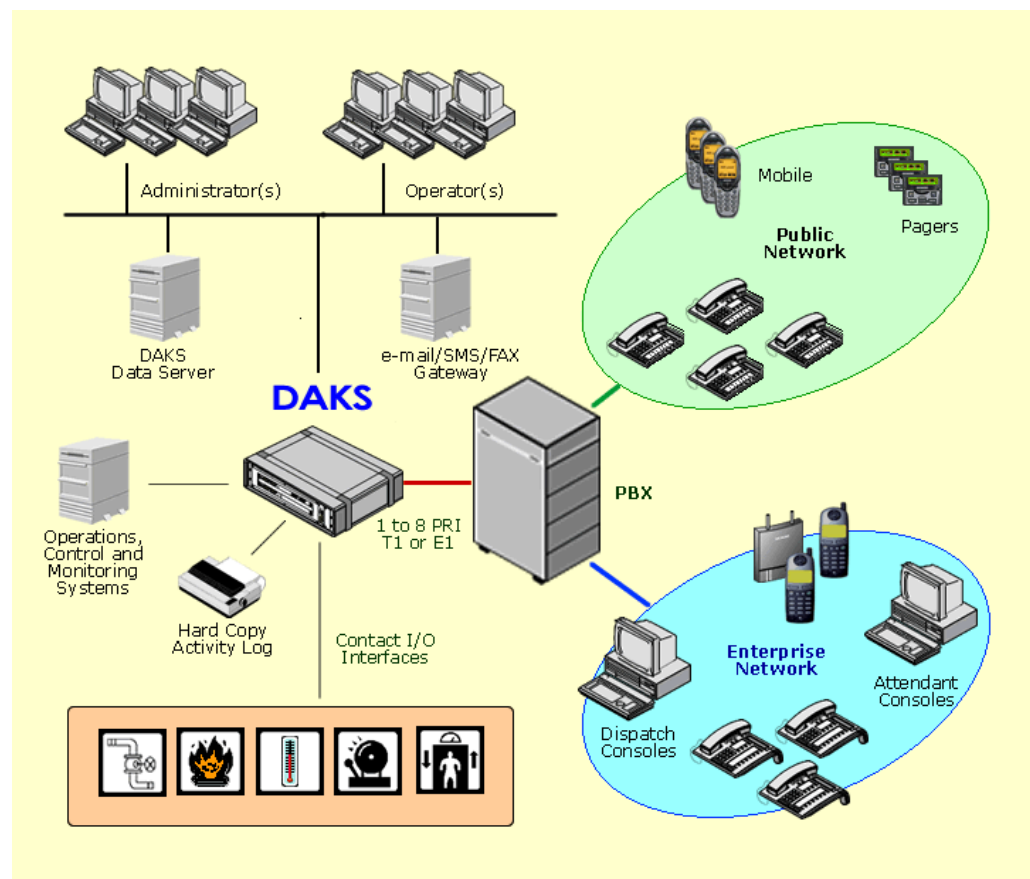 Administrator(s)
Operator(s)
Mobile
Pagers
Public
Network
DAKS
Data Server
e-mail/SMS/FAX
Gateway
DAKS
PBX
1 to 8 PRI
T1 or E1
Operations,
Control and
Monitoring
Systems
Hard Copy
Activity Log
Contact I/O
Interfaces
Enterprise
Network
Attendant
Consoles
Dispatch
Consoles